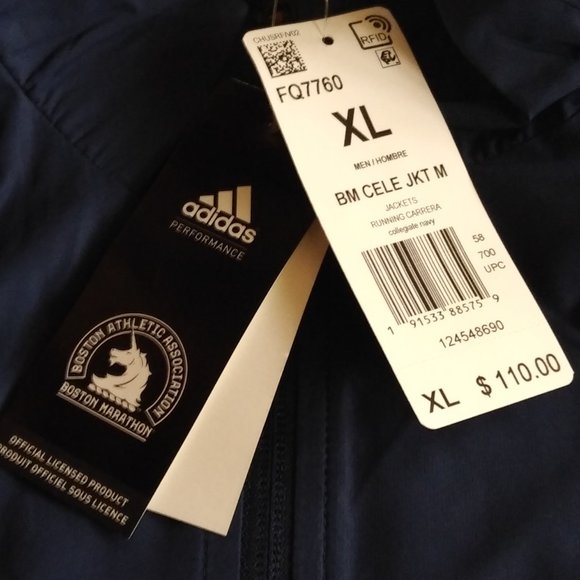 CHUSRFIV02
RFID
FQ7760
XL
MEN / HOMBRE
BM CELE JKT M
JACKETS
RUNNING CARRERA
collegiate navy
58
700
UPC
1 91533 88575 9
124548690
XL $ 110.00
adidas
PERFORMANCE
BOSTON ATHLETIC ASSOCIATION
BOSTON MARATHON
OFFICIAL LICENSED PRODUCT
PRODUIT OFFICIEL SOUS LICENCE